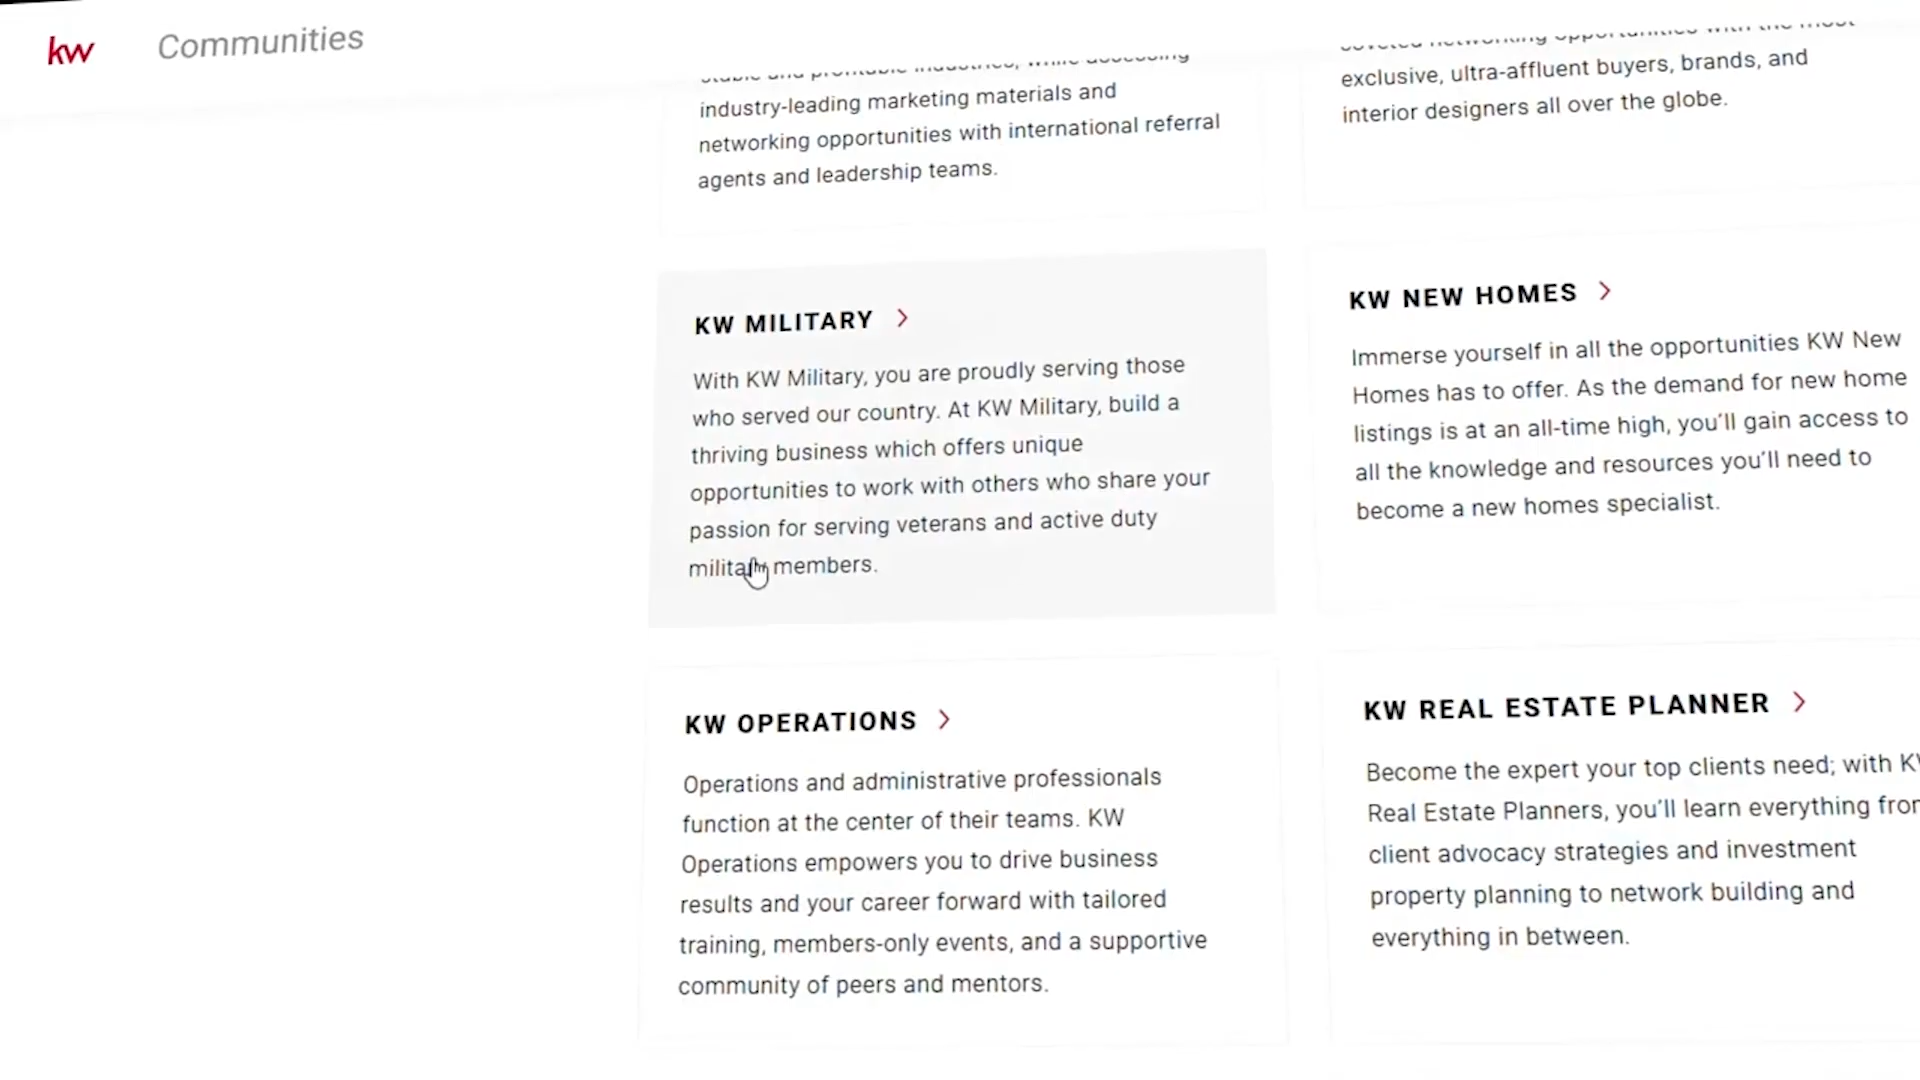 kw
Communities
industry-leading marketing materials and
networking opportunities with international referral
agents and leadership teams.
exclusive, ultra-affluent buyers, brands, and
interior designers all over the globe.
KW MILITARY
With KW Military, you are proudly serving those
who served our country. At KW Military, build a
thriving business which offers unique
opportunities to work with others who share your
passion for serving veterans and active duty
military members.
KW NEW HOMES
Immerse yourself in all the opportunities KW New
Homes has to offer. As the demand for new home
listings is at an all-time high, you'll gain access to
all the knowledge and resources you'll need to
become a new homes specialist.
KW OPERATIONS
Operations and administrative professionals
function at the center of their teams. KW
Operations empowers you to drive business
results and your career forward with tailored
training, members-only events, and a supportive
community of peers and mentors.
KW REAL ESTATE PLANNER
Become the expert your top clients need; with
Real Estate Planners, you'll learn everything
client advocacy strategies and investment
property planning to network building and
everything in between.